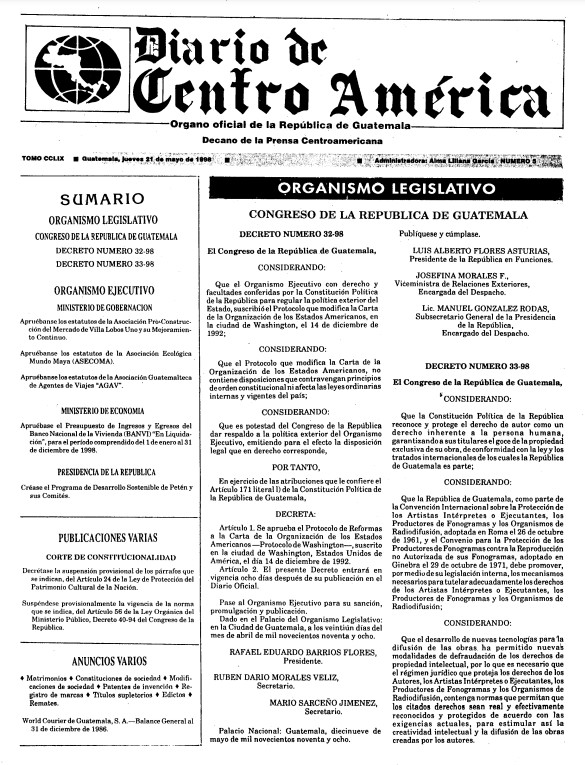 Diario de
Centro América
Organo oficial de la República de Guatemala
Decano de la Prensa Centroamericana
TOMO CCLIX ■ Guatemala, jueves 21 de mayo de 1998 ■ ■ Administradora: Alma Liliana García. NUMERO 5
SUMARIO
ORGANISMO LEGISLATIVO
CONGRESO DE LA REPUBLICA DE GUATEMALA
DECRETO NUMERO 32-98
DECRETO NUMERO 33-98
ORGANISMO EJECUTIVO
MINISTERIO DE GOBERNACION
Apruébanse los estatutos de la Asociación Pro-Construc-
ción del Mercado de Villa Lobos Uno y su Mejoramien-
to Continuo.
Apruébanse los estatutos de la Asociación Ecológica
Mundo Maya (ASECOMA).
Apruébanse los estatutos de la Asociación Guatemalteca
de Agentes de Viajes "AGAV".
MINISTERIO DE ECONOMIA
Apruébase el Presupuesto de Ingresos y Egresos del
Banco Nacional de la Vivienda (BANVI) "En Liquida-
ción", para el período comprendido del 1 de enero al 31
de diciembre de 1998.
PRESIDENCIA DE LA REPUBLICA
Créase el Programa de Desarrollo Sostenible de Petén y
sus Comités.
PUBLICACIONES VARIAS
CORTE DE CONSTITUCIONALIDAD
Decrétase la suspensión provisional de los párrafos que
se indican, del Artículo 24 de la Ley de Protección del
Patrimonio Cultural de la Nación.
Suspéndese provisionalmente la vigencia de la norma
que se indica, del Artículo 56 de la Ley Orgánica del
Ministerio Público, Decreto 40-94 del Congreso de la
República.
ANUNCIOS VARIOS
♦ Matrimonios ♦ Constituciones de sociedad ♦ Modifi-
caciones de sociedad ♦ Patentes de invención ♦ Re-
gistro de marcas ♦ Títulos supletorios ♦ Edictos ♦
Remates.
World Courier de Guatemala, S. A.—Balance General al
31 de diciembre de 1986.
ORGANISMO LEGISLATIVO
CONGRESO DE LA REPUBLICA DE GUATEMALA
DECRETO NUMERO 32-98
El Congreso de la República de Guatemala,
CONSIDERANDO:
Que el Organismo Ejecutivo con derecho y
facultades conferidas por la Constitución Política
de la República para regular la política exterior del
Estado, suscribió el Protocolo que modifica la Carta
de la Organización de los Estados Americanos, en
la ciudad de Washington, el 14 de diciembre de
1992;
CONSIDERANDO:
Que el Protocolo que modifica la Carta de la
Organización de los Estados Americanos, no
contiene disposiciones que contravengan principios
de orden constitucional ni afecta las leyes ordinarias
internas y vigentes del país;
CONSIDERANDO:
Que es potestad del Congreso de la República
dar respaldo a la política exterior del Organismo
Ejecutivo, emitiendo para el efecto la disposición
legal que en derecho corresponde,
POR TANTO,
En ejercicio de las atribuciones que le confiere el
Artículo 171 literal l) de la Constitución Política de
la República de Guatemala,
DECRETA:
Artículo 1. Se aprueba el Protocolo de Reformas
a la Carta de la Organización de los Estados
Americanos—Protocolo de Washington—, suscrito
en la ciudad de Washington, Estados Unidos de
América, el día 14 de diciembre de 1992.
Artículo 2. El presente Decreto entrará en
vigencia ocho días después de su publicación en el
Diario Oficial.
Pase al Organismo Ejecutivo para su sanción,
promulgación y publicación.
Dado en el Palacio del Organismo Legislativo:
en la Ciudad de Guatemala, a los veintiún días del
mes de abril de mil novecientos noventa y ocho.
RAFAEL EDUARDO BARRIOS FLORES,
Presidente.
RUBEN DARIO MORALES VELIZ,
Secretario.
MARIO SARCEÑO JIMENEZ,
Secretario.
Palacio Nacional: Guatemala, diecinueve de
mayo de mil novecientos noventa y ocho.
Publíquese y cúmplase.
LUIS ALBERTO FLORES ASTURIAS,
Presidente de la República en Funciones.
JOSEFINA MORALES F.,
Viceministra de Relaciones Exteriores,
Encargada del Despacho.
Lic. MANUEL GONZALEZ RODAS,
Subsecretario General de la Presidencia
de la República,
Encargado del Despacho.
DECRETO NUMERO 33-98
El Congreso de la República de Guatemala,
CONSIDERANDO:
Que la Constitución Política de la República
reconoce y protege el derecho de autor como un
derecho inherente a la persona humana,
garantizando a sus titulares el goce de la propiedad
exclusiva de su obra, de conformidad con la ley y los
tratados internacionales de los cuales la República
de Guatemala es parte;
CONSIDERANDO:
Que la República de Guatemala, como parte de
la Convención Internacional sobre la Protección de
los Artistas Intérpretes o Ejecutantes, los
Productores de Fonogramas y los Organismos de
Radiodifusión, adoptada en Roma el 26 de octubre
de 1961, y el Convenio para la Protección de los
Productores de Fonogramas contra la Reproducción
no Autorizada de sus Fonogramas, adoptado en
Ginebra el 29 de octubre de 1971, debe promover,
por medio de su legislación interna, los mecanismos
necesarios para tutelar adecuadamente los derechos
de los Artistas Intérpretes o Ejecutantes, los
Productores de Fonogramas y los Organismos de
Radiodifusión;
CONSIDERANDO:
Que el desarrollo de nuevas tecnologías para la
difusión de las obras ha permitido nuevas
modalidades de defraudación de los derechos de
propiedad intelectual, por lo que es necesario que
el régimen jurídico que proteja los derechos de los
Autores, los Artistas Intérpretes o Ejecutantes, los
Productores de Fonogramas y los Organismos de
Radiodifusión, contenga normas que permitan que
los citados derechos sean real y efectivamente
reconocidos y protegidos de acuerdo con las
exigencias actuales, para estimular así la
creatividad intelectual y la difusión de las obras
creadas por los autores.